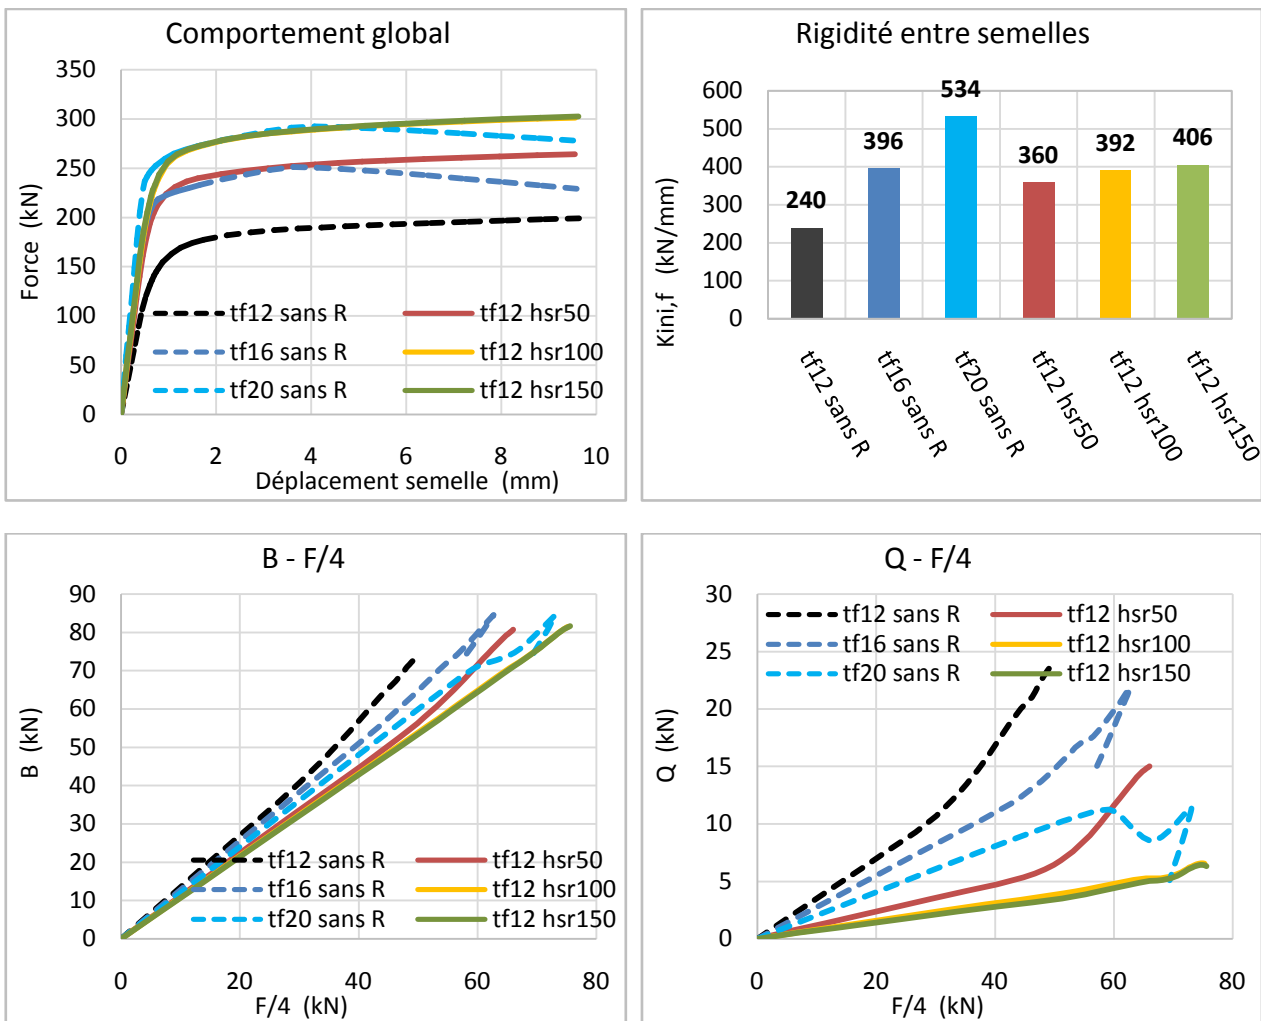 Comportement global
350
300
250
200
150
100
50
0
Force (kN)
tf12 sans R
tf12 hsr50
tf16 sans R
tf12 hsr100
tf20 sans R
tf12 hsr150
0 2 4 6 8 10
Déplacement semelle (mm)
Rigidité entre semelles
600
500
400
300
200
100
0
Kini,f (kN/mm)
240
396
534
360
392
406
tf12 sans R
tf16 sans R
tf20 sans R
tf12 hsr50
tf12 hsr100
tf12 hsr150
B - F/4
90
80
70
60
50
40
30
20
10
0
B (kN)
tf12 sans R
tf12 hsr50
tf16 sans R
tf12 hsr100
tf20 sans R
tf12 hsr150
0 20 40 60 80
F/4 (kN)
Q - F/4
30
25
20
15
10
5
0
Q (kN)
tf12 sans R
tf12 hsr50
tf16 sans R
tf12 hsr100
tf20 sans R
tf12 hsr150
0 20 40 60 80
F/4 (kN)